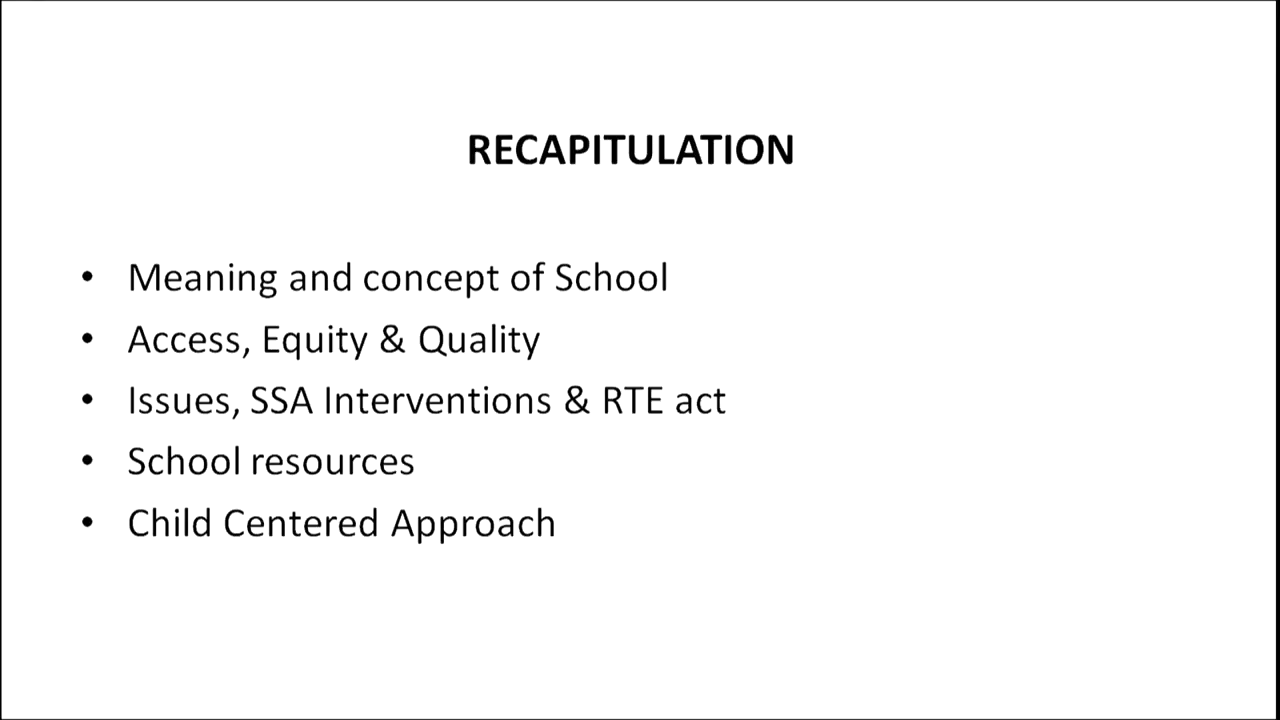 RECAPITULATION
• Meaning and concept of School
• Access, Equity & Quality
• Issues, SSA Interventions & RTE act
• School resources
• Child Centered Approach